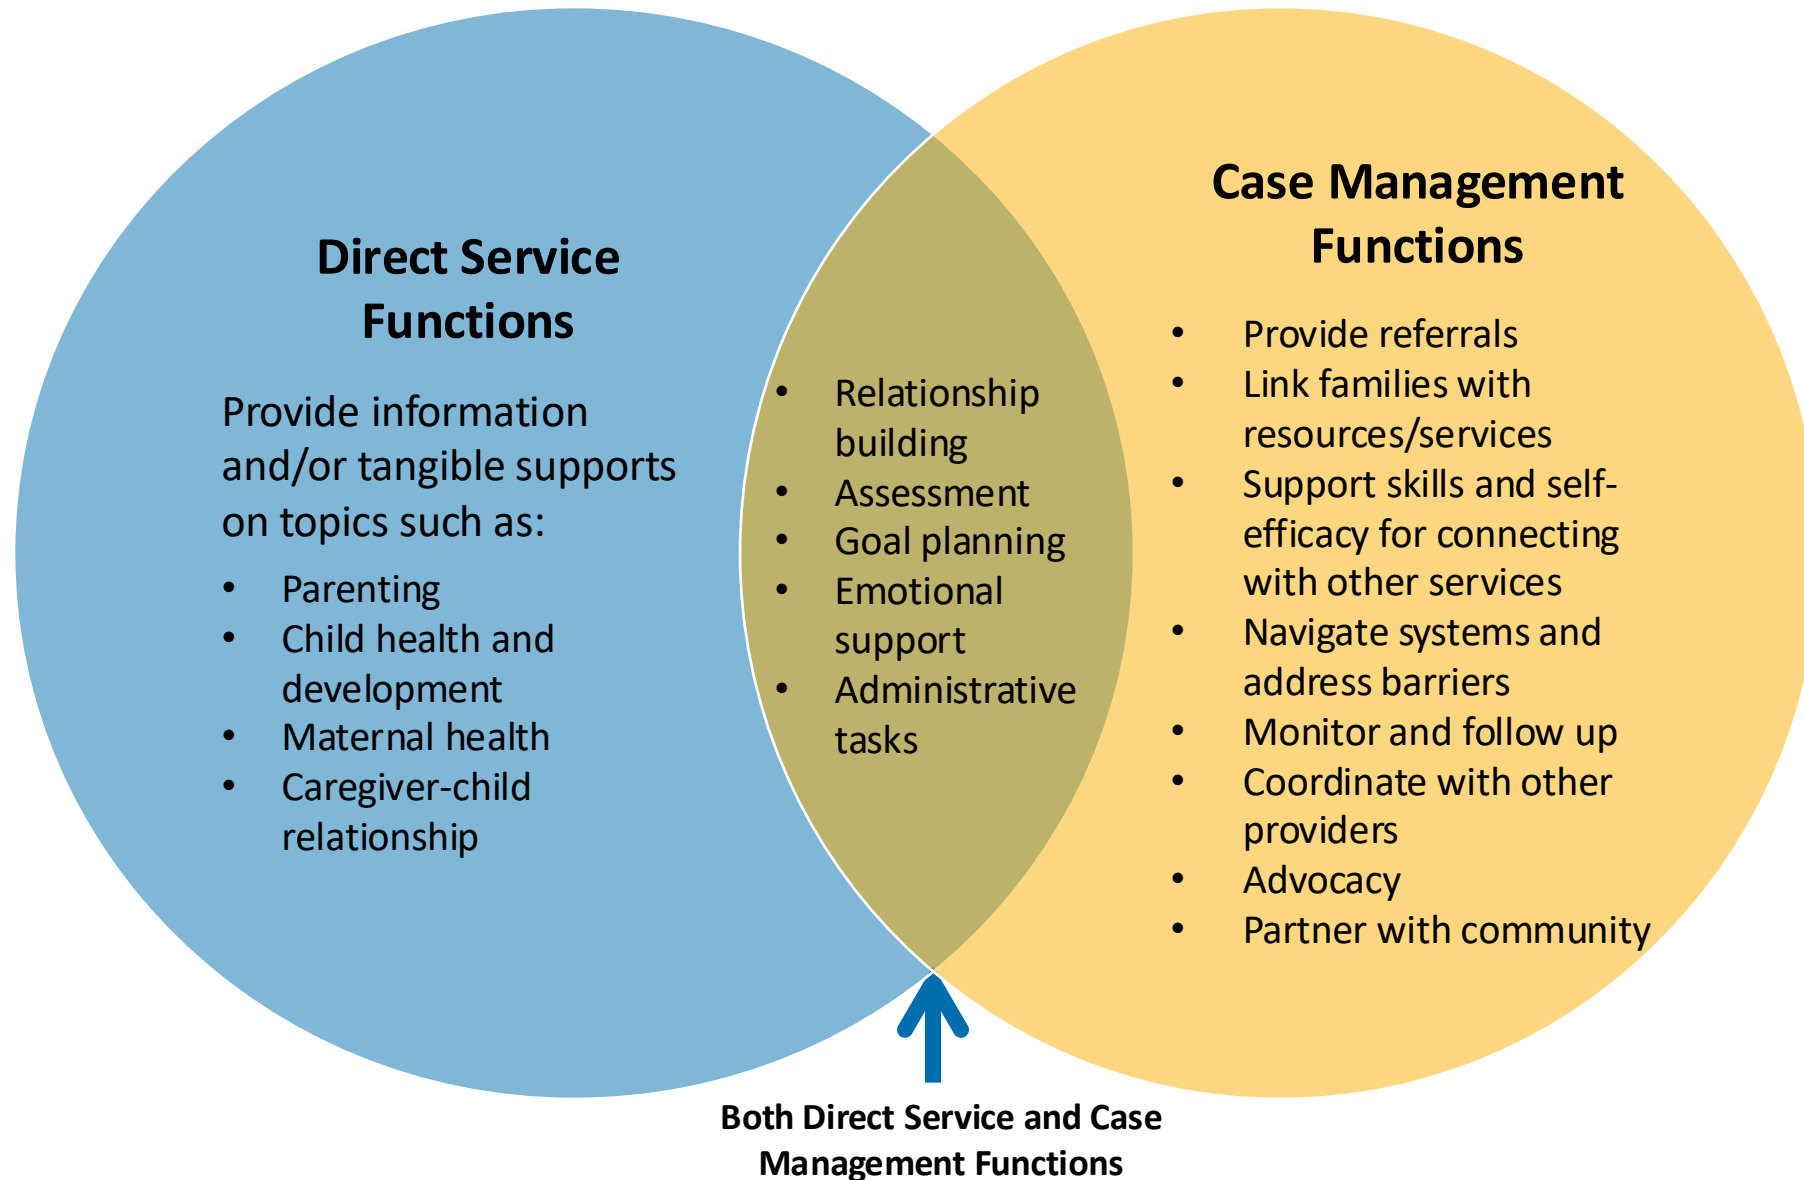 Direct Service
Functions
Provide information
and/or tangible supports
on topics such as:
• Parenting
• Child health and
development
• Maternal health
• Caregiver-child
relationship
• Relationship
building
• Assessment
• Goal planning
• Emotional
support
• Administrative
tasks
Case Management
Functions
• Provide referrals
• Link families with
resources/services
• Support skills and self-
efficacy for connecting
with other services
• Navigate systems and
address barriers
• Monitor and follow up
• Coordinate with other
providers
• Advocacy
• Partner with community
Both Direct Service and Case
Management Functions